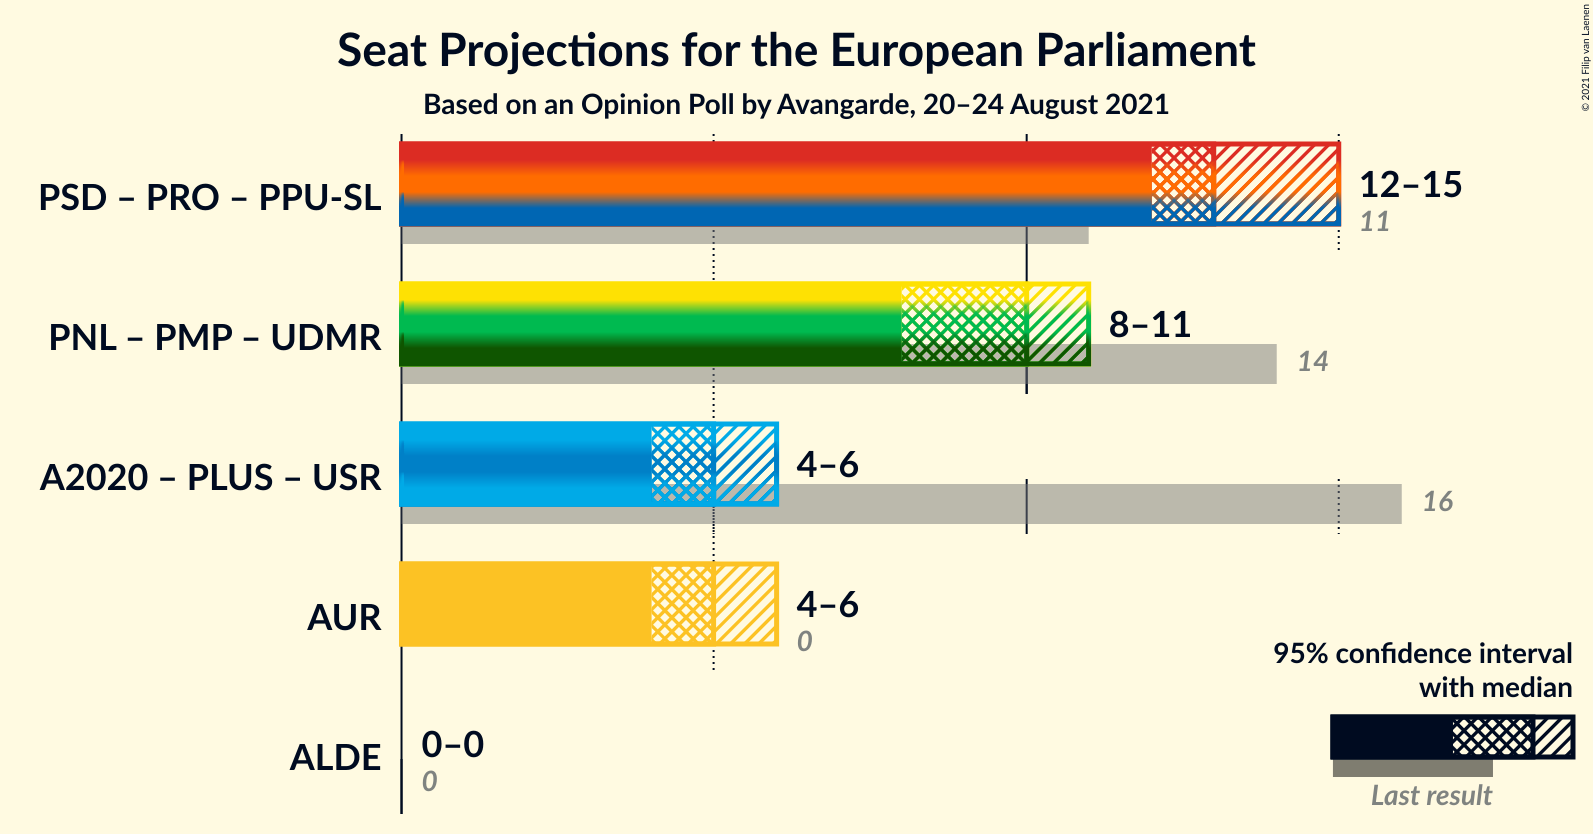 Seat Projections for the European Parliament
Based on an Opinion Poll by Avangarde, 20–24 August 2021
© 2021 Filip van Laenen
PSD – PRO – PPU-SL
12–15
11
PNL – PMP – UDMR
8–11
14
A2020 – PLUS – USR
4–6
16
AUR
4–6
0
ALDE
0–0
0
95% confidence interval
with median
Last result